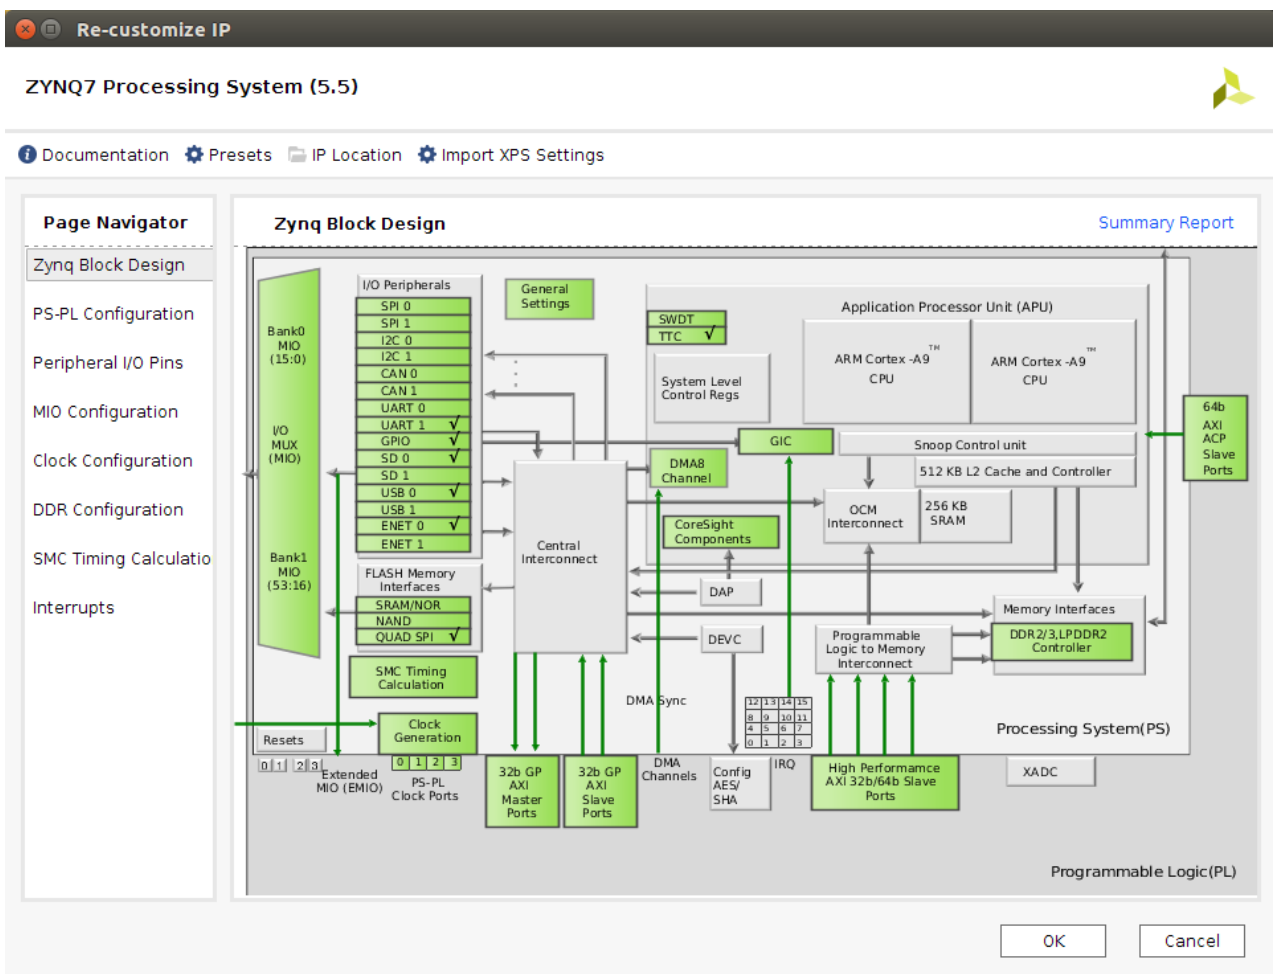 Re-customize IP
ZYNQ7 Processing System (5.5)
Documentation Presets IP Location Import XPS Settings
Page Navigator
Zynq Block Design
PS-PL Configuration
Peripheral I/O Pins
MIO Configuration
Clock Configuration
DDR Configuration
SMC Timing Calculatio
Interrupts
Zynq Block Design
Summary Report
Bank0
MIO
(15:0)
I/O
MUX
(MIO)
Bank1
MIO
(53:16)
I/O Peripherals
SPI 0
SPI 1
I2C 0
I2C 1
CAN 0
CAN 1
UART 0
UART 1 √
GPIO √
SD 0 √
SD 1
USB 0 √
USB 1
ENET 0 √
ENET 1
FLASH Memory
Interfaces
SRAM/NOR
NAND
QUAD SPI √
SMC Timing
Calculation
Clock
Generation
Resets
0 1 2 3
Extended
MIO (EMIO)
0 1 2 3
PS-PL
Clock Ports
General
Settings
Central
Interconnect
32b GP
AXI
Master
Ports
32b GP
AXI
Slave
Ports
DMA Sync
DMA
Channels
Application Processor Unit (APU)
SWDT
TTC √
System Level
Control Regs
ARM Cortex -A9 ™
CPU
ARM Cortex -A9 ™
CPU
GIC
Snoop Control unit
512 KB L2 Cache and Controller
DMA8
Channel
OCM
Interconnect
256 KB
SRAM
CoreSight
Components
DAP
DEVC
Programmable
Logic to Memory
Interconnect
Memory Interfaces
DDR2/3,LPDDR2
Controller
64b
AXI
ACP
Slave
Ports
12 13 14 15
8 9 10 11
4 5 6 7
0 1 2 3
IRQ
Config
AES/
SHA
High Performamce
AXI 32b/64b Slave
Ports
Processing System(PS)
XADC
Programmable Logic(PL)
OK
Cancel